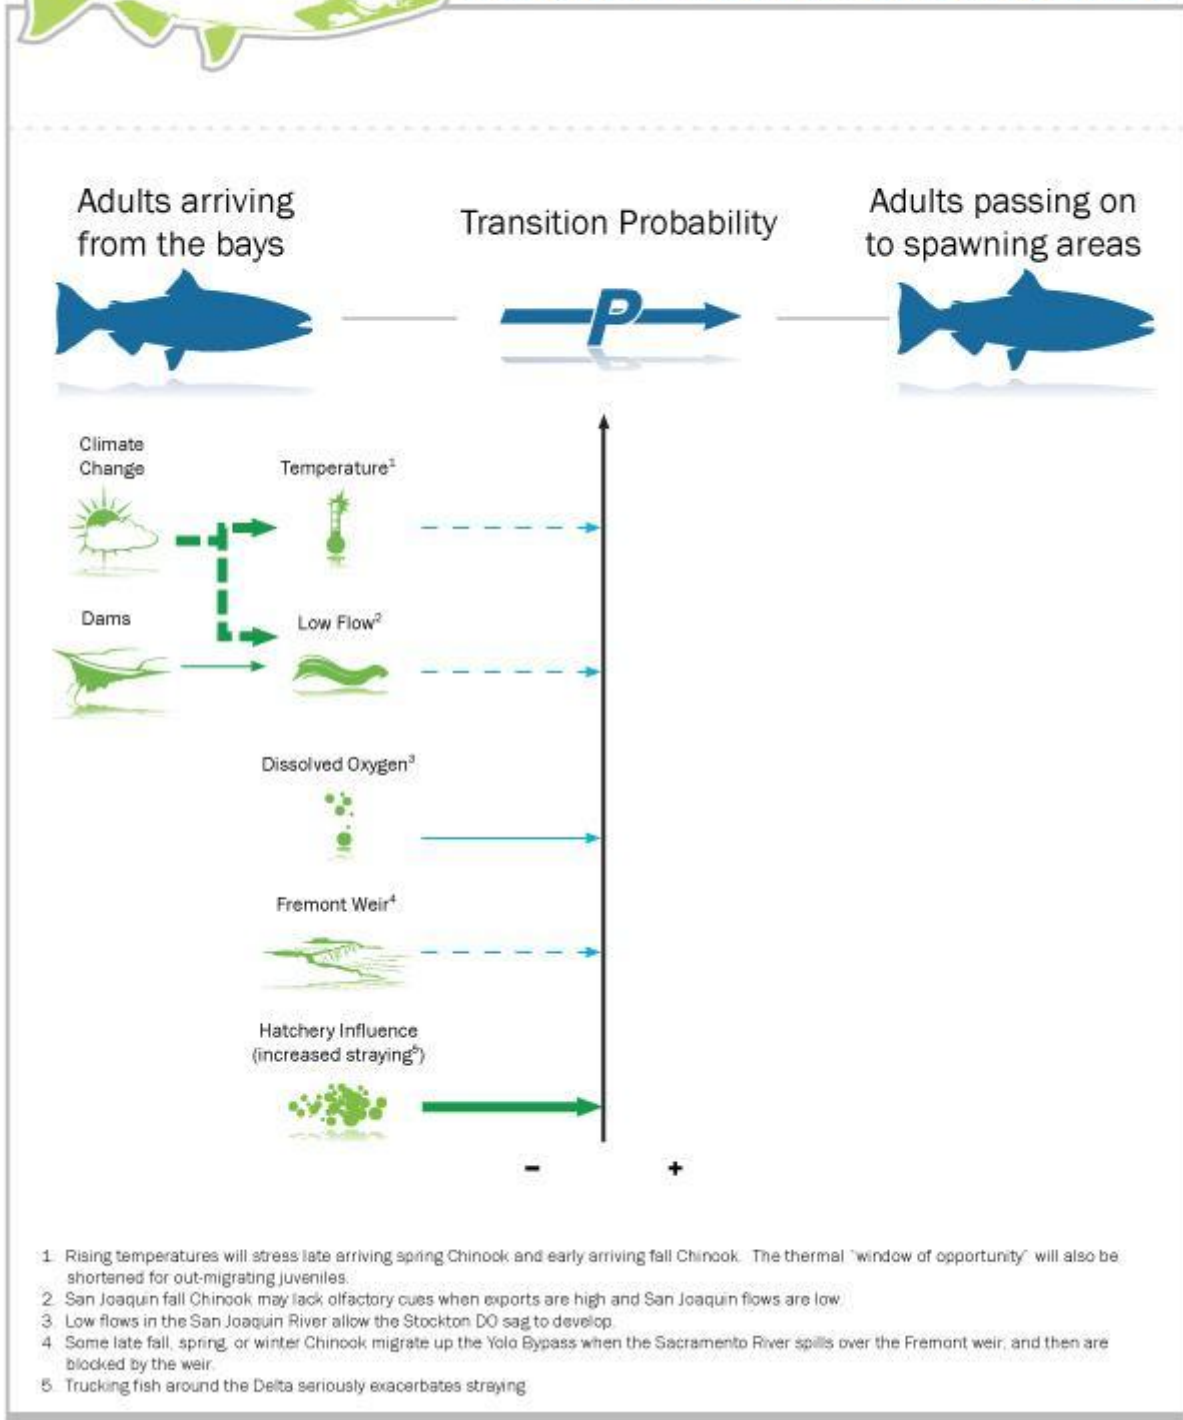 Adults arriving
from the bays
Transition Probability
Adults passing on
to spawning areas
P
Climate
Change
Temperature¹
Dams
Low Flow²
Dissolved Oxygen³
Fremont Weir⁴
Hatchery Influence
(increased straying⁵)
- +
1. Rising temperatures will stress late arriving spring Chinook and early arriving fall Chinook. The thermal "window of opportunity" will also be
shortened for out-migrating juveniles.
2. San Joaquin fall Chinook may lack olfactory cues when exports are high and San Joaquin flows are low.
3. Low flows in the San Joaquin River allow the Stockton DO sag to develop.
4. Some late fall, spring, or winter Chinook migrate up the Yolo Bypass when the Sacramento River spills over the Fremont weir, and then are
blocked by the weir.
5. Trucking fish around the Delta seriously exacerbates straying